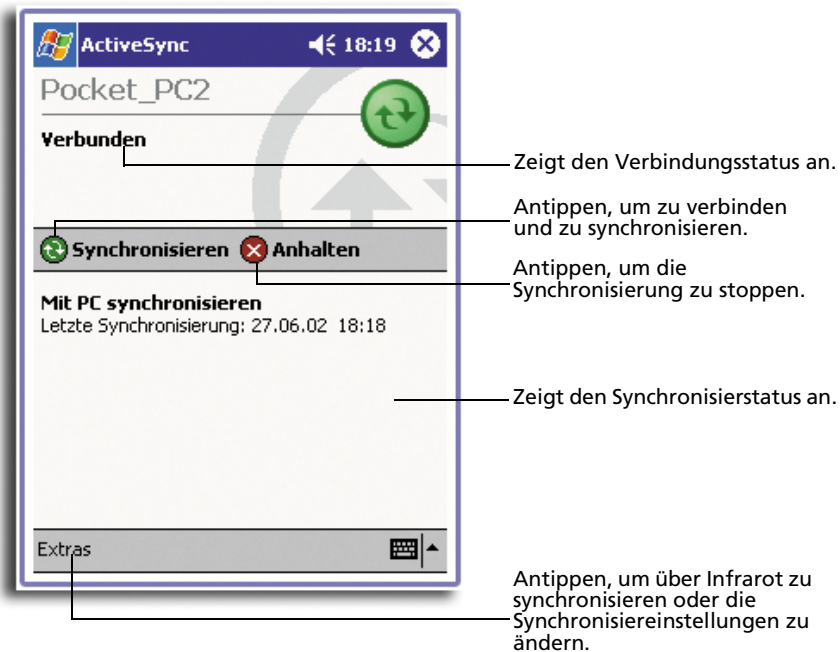 ActiveSync 18:19
Pocket_PC2
Verbunden
Synchronisieren Anhalten
Mit PC synchronisieren
Letzte Synchronisierung: 27.06.02 18:18
Extras
Zeigt den Verbindungsstatus an.
Antippen, um zu verbinden
und zu synchronisieren.
Antippen, um die
Synchronisierung zu stoppen.
Zeigt den Synchronisierstatus an.
Antippen, um über Infrarot zu
synchronisieren oder die
Synchronisiereinstellungen zu
ändern.